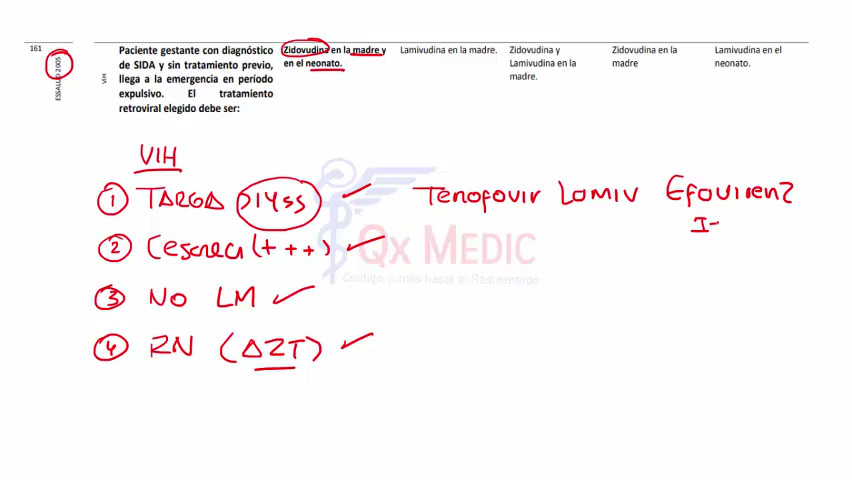 161
ESSALUD 2005
VIH
Paciente gestante con diagnóstico
de SIDA y sin tratamiento previo,
llega a la emergencia en período
expulsivo. El tratamiento
retroviral elegido debe ser:
Zidovudina en la madre y
en el neonato.
Lamivudina en la madre.
Zidovudina y
Lamivudina en la
madre.
Zidovudina en la
madre
Lamivudina en el
neonato.
VIH
1 TARGA >14ss
Tenofovir Lamiv Efavirenz
I-
2 Cesarea (+++)
3 NO LM
4 RN (AZT)
Qx MEDIC
Contigo, juntos hasta el Residentado